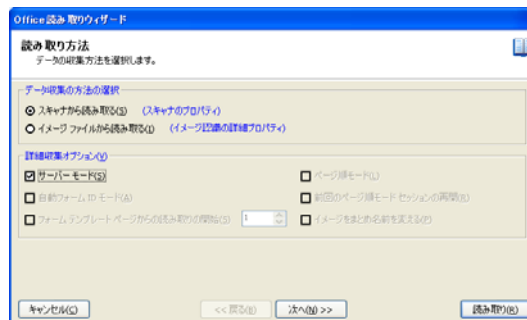 Office 読み取りウィザード
読み取り方法
データの収集方法を選択します。
データ収集の方法の選択
スキャナから読み取る(S) (スキャナのプロパティ)
イメージ ファイルから読み取る(I) (イメージ認識の詳細プロパティ)
詳細収集オプション(V)
サーバー モード(S) ページ順モード(L)
自動フォーム ID モード(A) 前回のページ順モード セッションの再開(R)
フォーム テンプレート ページからの読み取りの開始(S) 1 イメージをまとめ名前を変える(P)
キャンセル(C) << 戻る(B) 次へ(N) >> 読み取り(R)